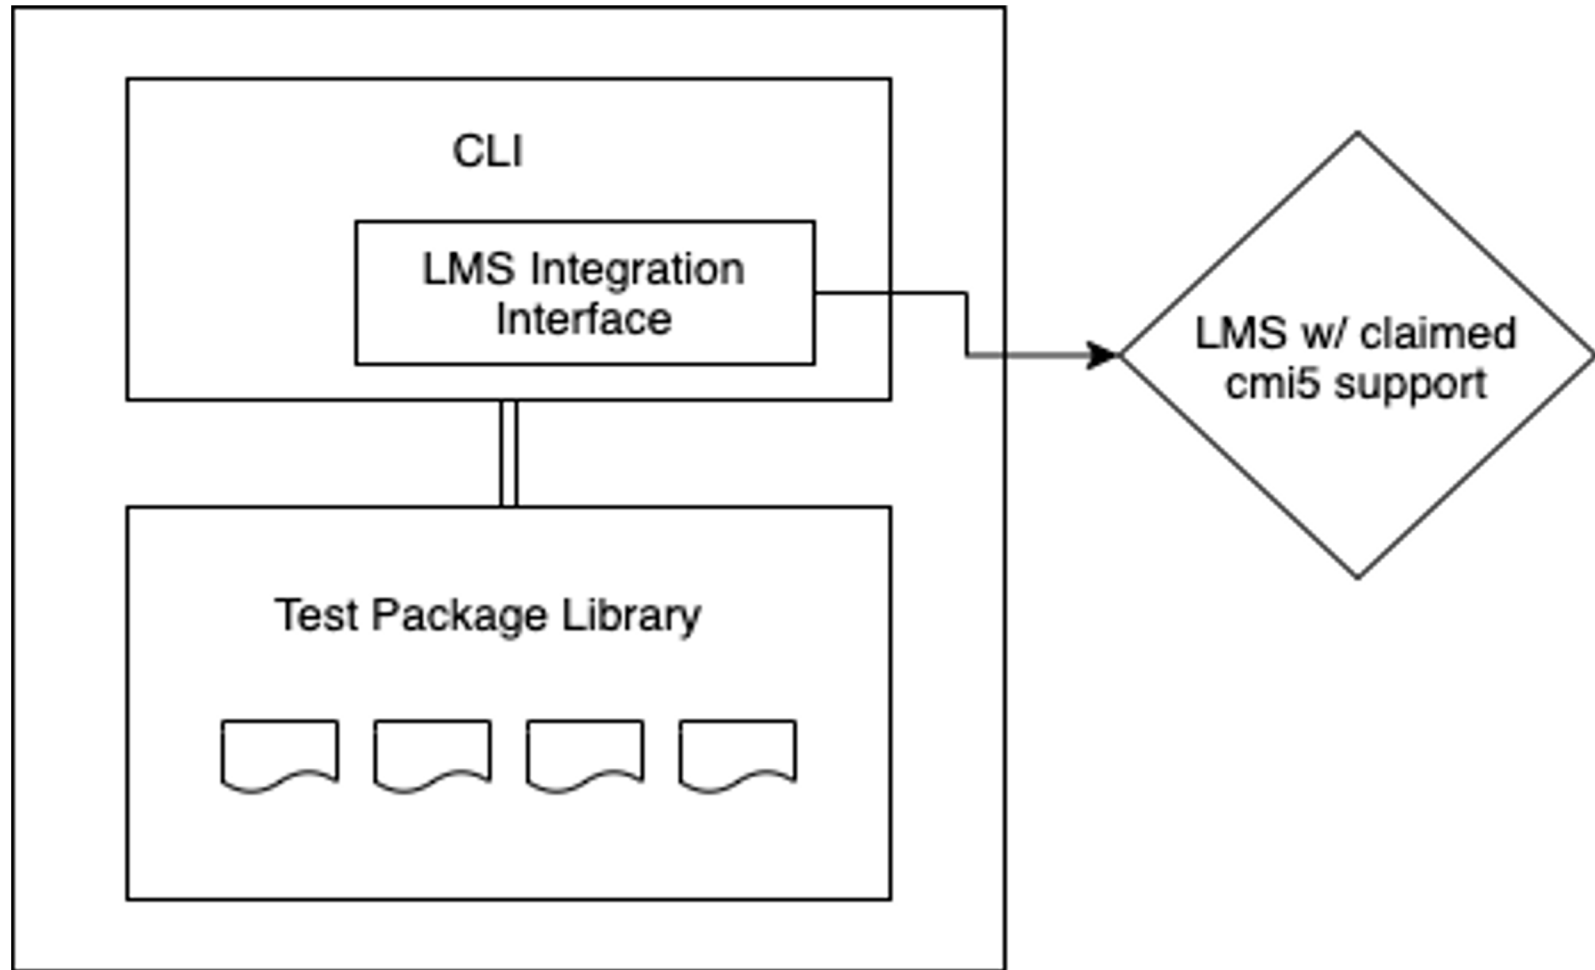 CLI
LMS Integration
Interface
LMS w/ claimed
cmi5 support
Test Package Library